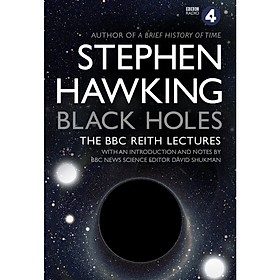 BBC
RADIO
4
AUTHOR OF A BRIEF HISTORY OF TIME
STEPHEN
HAWKING
BLACK HOLES
THE BBC REITH LECTURES
WITH AN INTRODUCTION AND NOTES BY
BBC NEWS SCIENCE EDITOR DAVID SHUKMAN